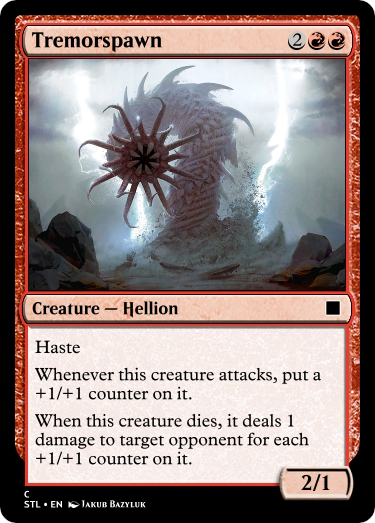 Tremorspawn 2
Creature — Hellion
Haste
Whenever this creature attacks, put a
+1/+1 counter on it.
When this creature dies, it deals 1
damage to target opponent for each
+1/+1 counter on it.
2/1
C
STL • EN Jakub Bazyluk